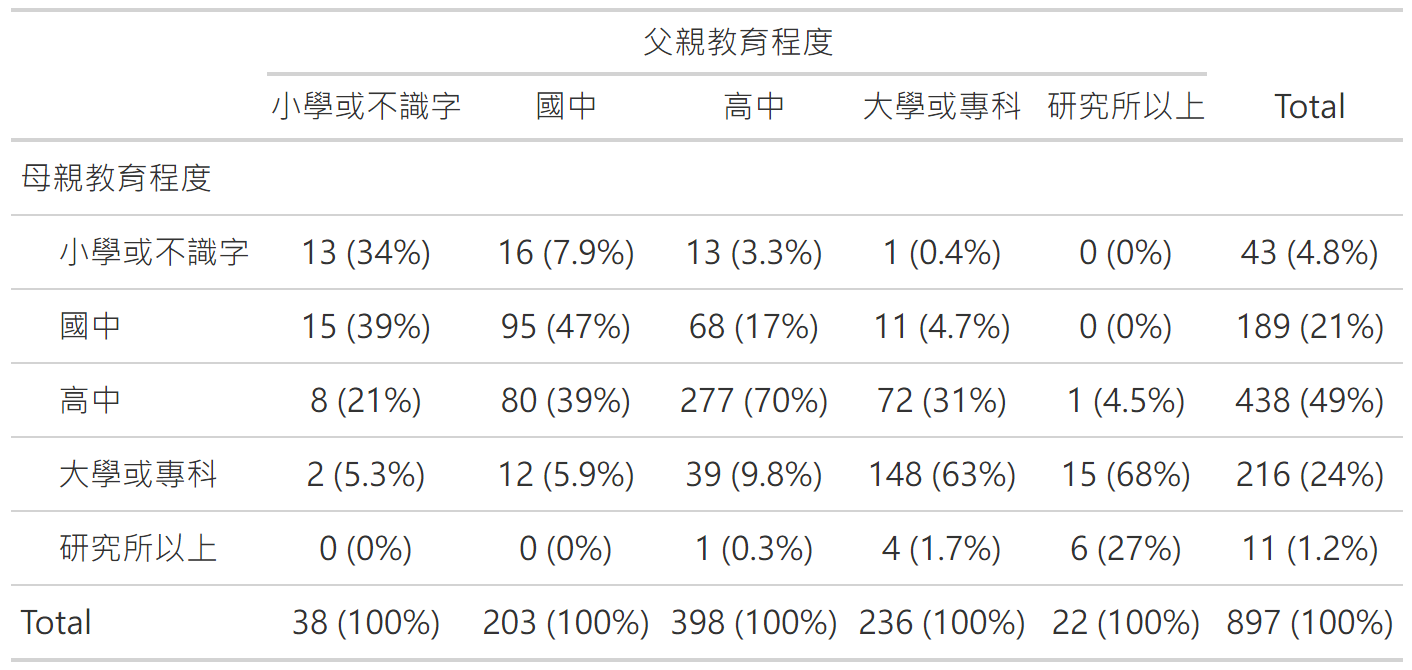 父親教育程度
小學或不識字 國中 高中 大學或專科 研究所以上 Total
母親教育程度
小學或不識字 13 (34%) 16 (7.9%) 13 (3.3%) 1 (0.4%) 0 (0%) 43 (4.8%)
國中 15 (39%) 95 (47%) 68 (17%) 11 (4.7%) 0 (0%) 189 (21%)
高中 8 (21%) 80 (39%) 277 (70%) 72 (31%) 1 (4.5%) 438 (49%)
大學或專科 2 (5.3%) 12 (5.9%) 39 (9.8%) 148 (63%) 15 (68%) 216 (24%)
研究所以上 0 (0%) 0 (0%) 1 (0.3%) 4 (1.7%) 6 (27%) 11 (1.2%)
Total 38 (100%) 203 (100%) 398 (100%) 236 (100%) 22 (100%) 897 (100%)